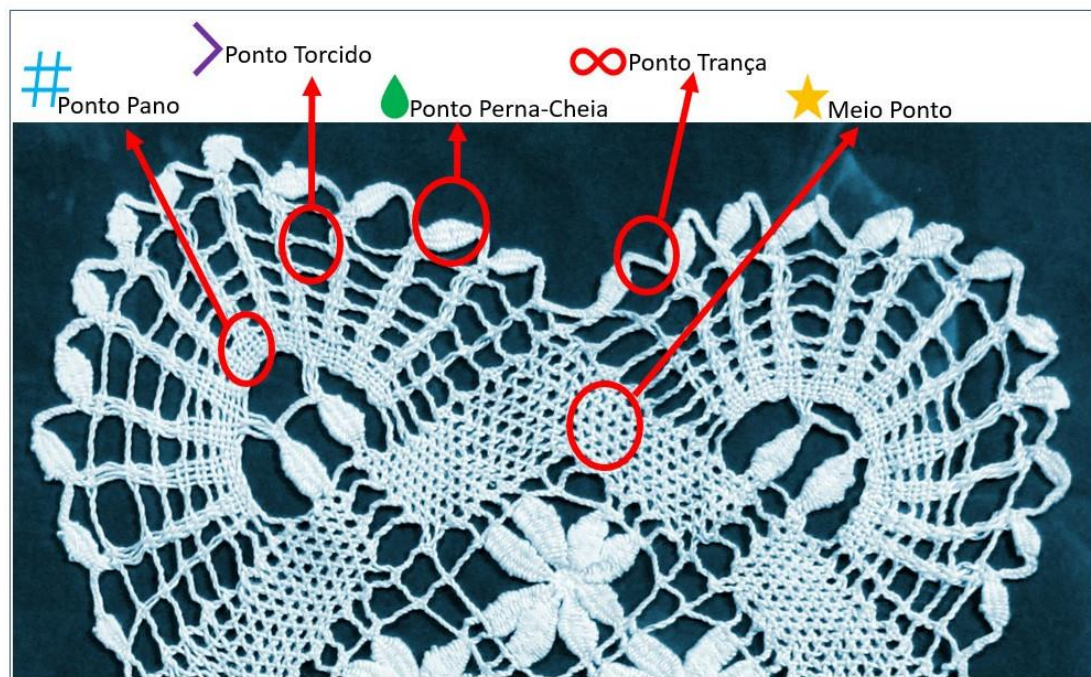 Ponto Torcido
Ponto Trança
Ponto Pano
Ponto Perna-Cheia
Meio Ponto